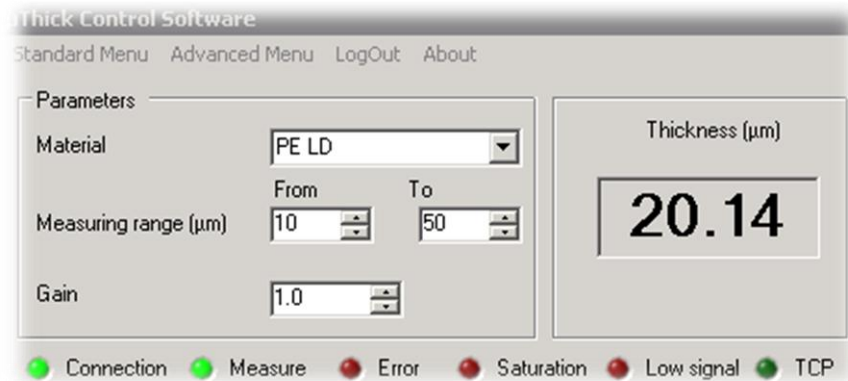 Thick Control Software
Standard Menu Advanced Menu LogOut About
Parameters
Material PE LD
From To
Measuring range (µm) 10 50
Gain 1.0
Thickness (µm)
20.14
Connection Measure Error Saturation Low signal TCP